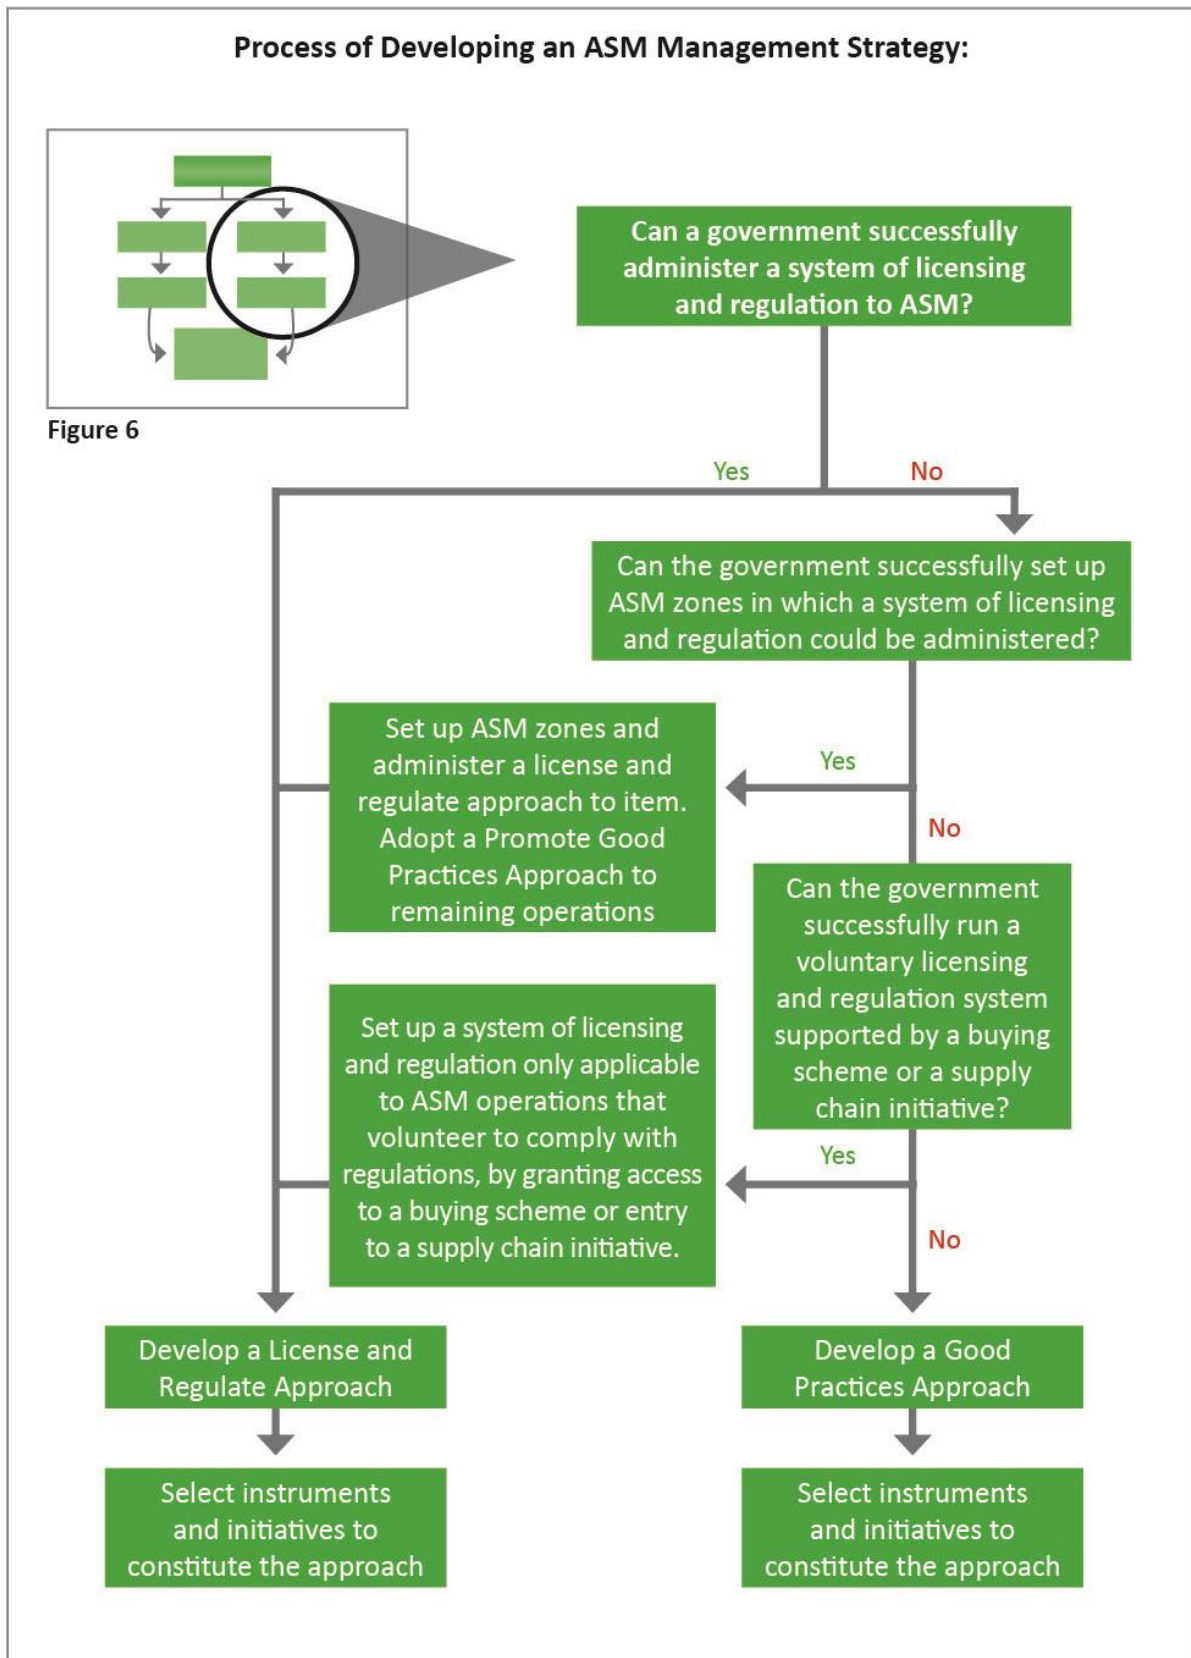 Process of Developing an ASM Management Strategy:
Figure 6
Can a government successfully
administer a system of licensing
and regulation to ASM?
Yes
No
Can the government successfully set up
ASM zones in which a system of licensing
and regulation could be administered?
Set up ASM zones and
administer a license and
regulate approach to item.
Adopt a Promote Good
Practices Approach to
remaining operations
Yes
No
Can the government
successfully run a
voluntary licensing
and regulation system
supported by a buying
scheme or a supply
chain initiative?
Set up a system of licensing
and regulation only applicable
to ASM operations that
volunteer to comply with
regulations, by granting access
to a buying scheme or entry
to a supply chain initiative.
Yes
No
Develop a License and
Regulate Approach
Develop a Good
Practices Approach
Select instruments
and initiatives to
constitute the approach
Select instruments
and initiatives to
constitute the approach